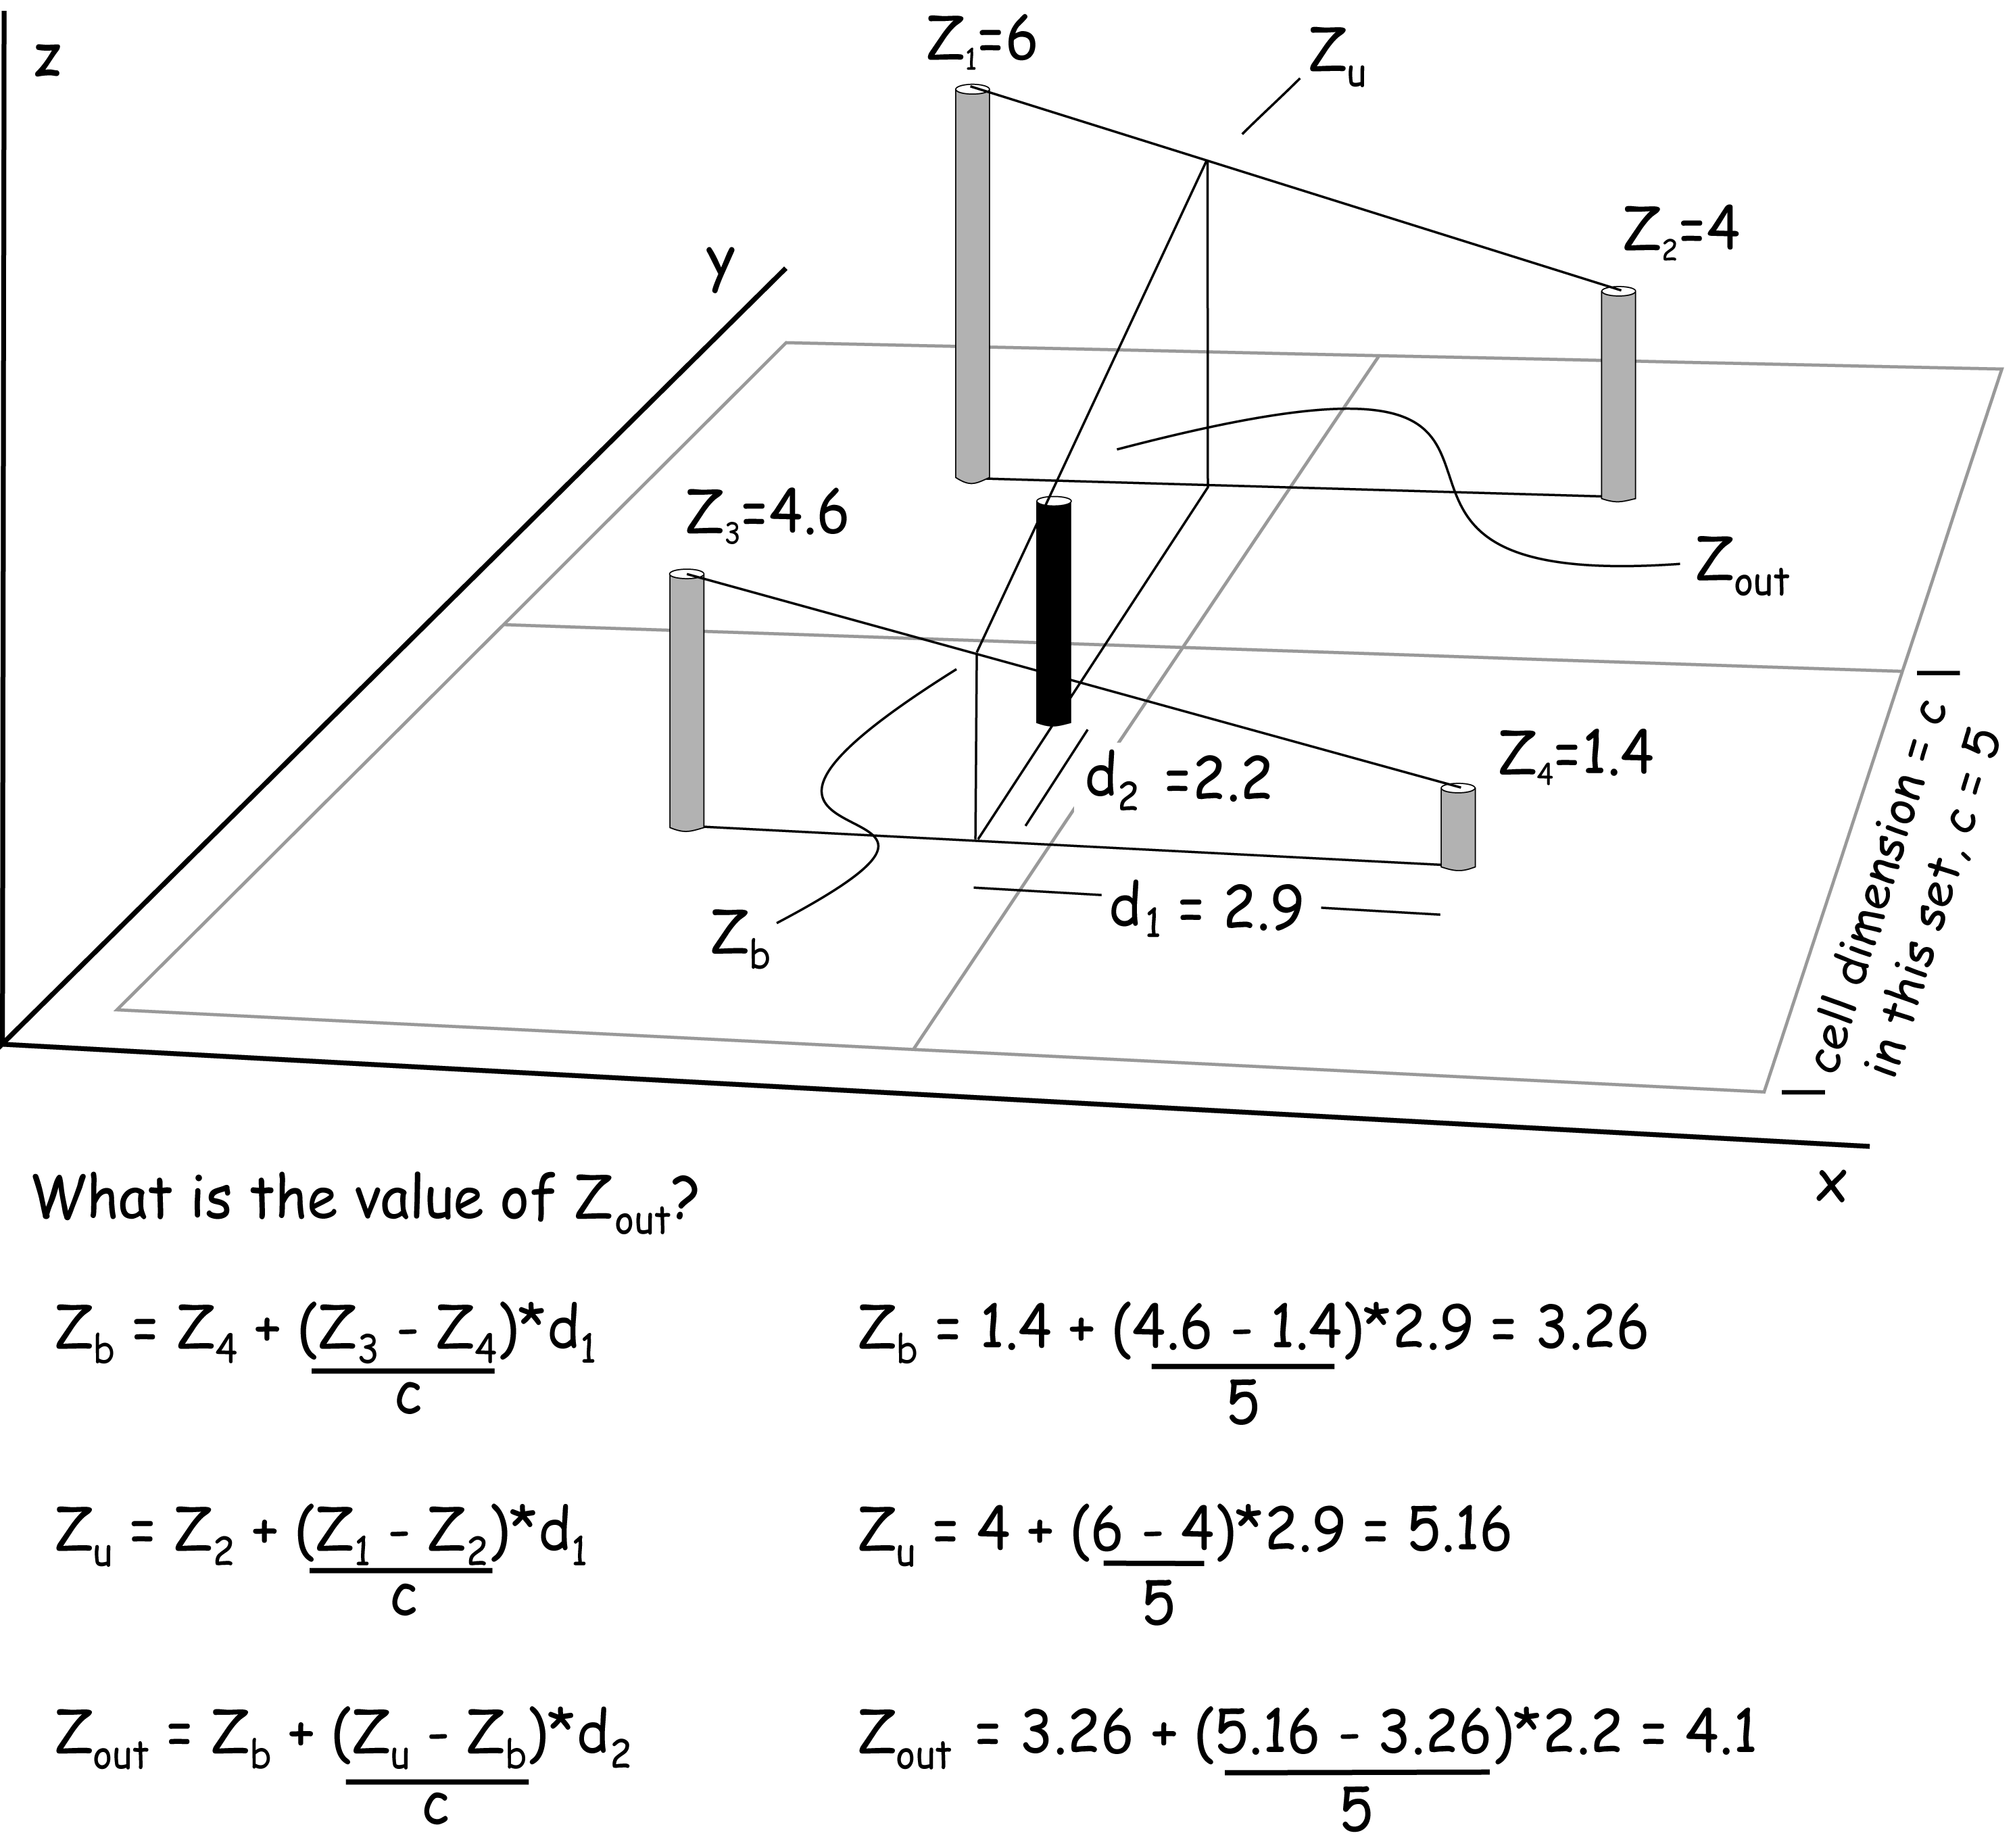 z
Z1=6
Zu
y
Z2=4
Z3=4.6
Zout
Z4=1.4
d2 =2.2
d1 = 2.9
Zb
cell dimension = c
in this set, c = 5
x
What is the value of Zout?
Zb = Z4 + (Z3 - Z4)*d1
c
Zb = 1.4 + (4.6 - 1.4)*2.9 = 3.26
5
Zu = Z2 + (Z1 - Z2)*d1
c
Zu = 4 + (6 - 4)*2.9 = 5.16
5
Zout = Zb + (Zu - Zb)*d2
c
Zout = 3.26 + (5.16 - 3.26)*2.2 = 4.1
5